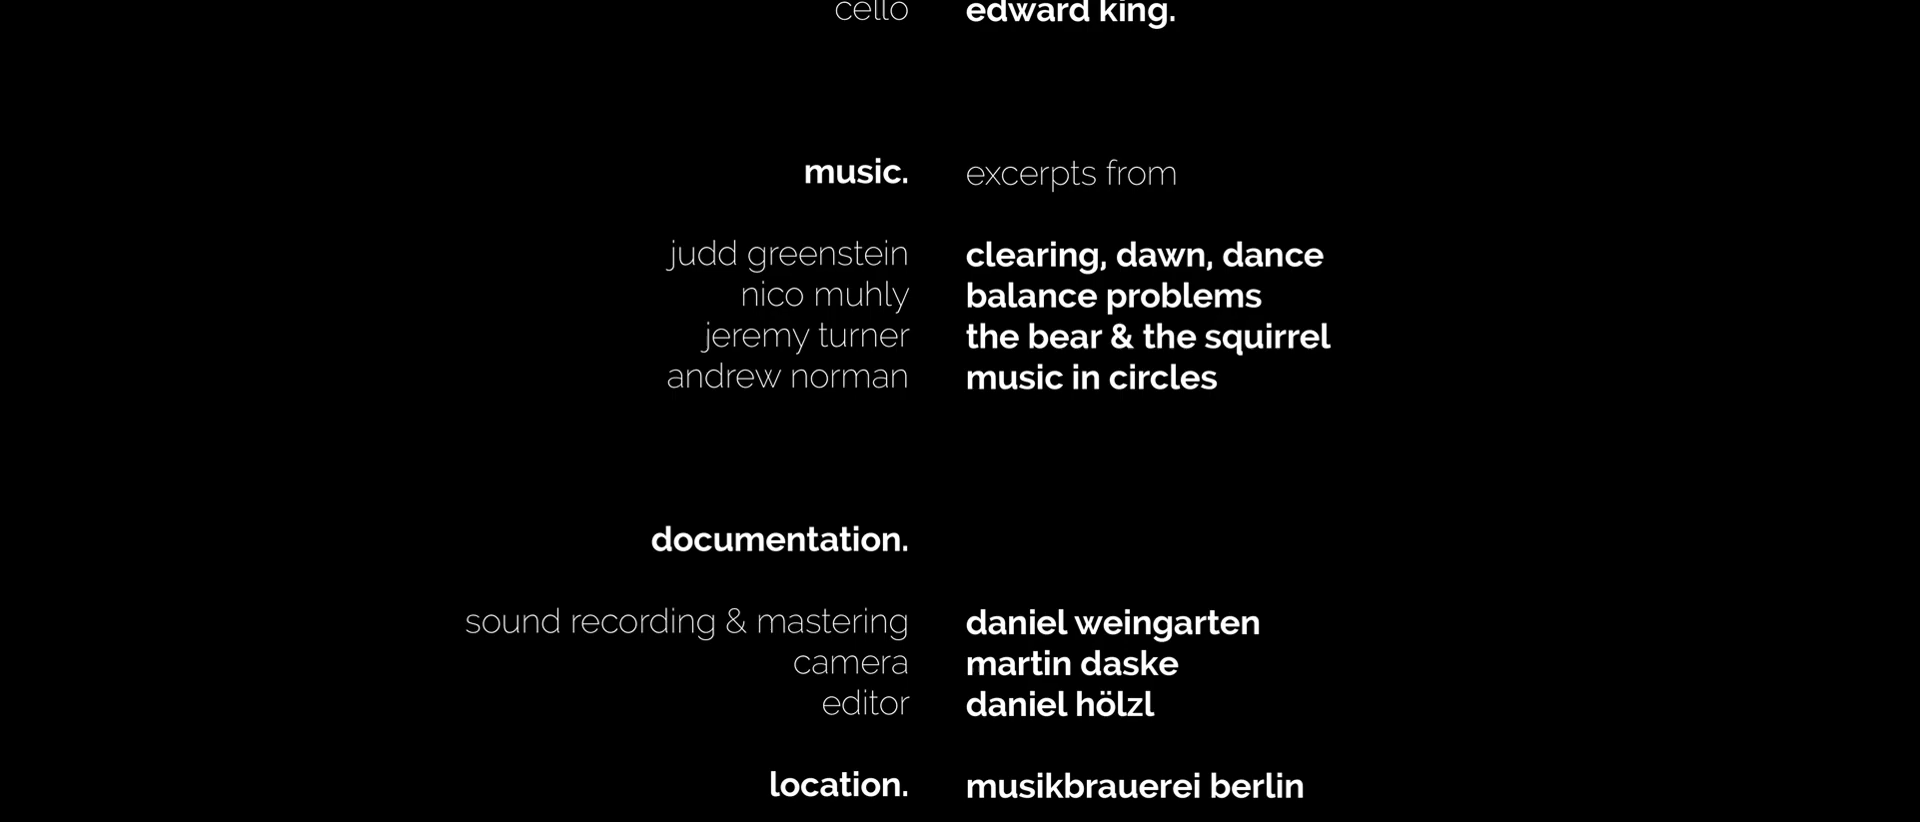 cello edward king.
music. excerpts from
judd greenstein clearing, dawn, dance
nico muhly balance problems
jeremy turner the bear & the squirrel
andrew norman music in circles
documentation.
sound recording & mastering daniel weingarten
camera martin daske
editor daniel hölzl
location. musikbrauerei berlin